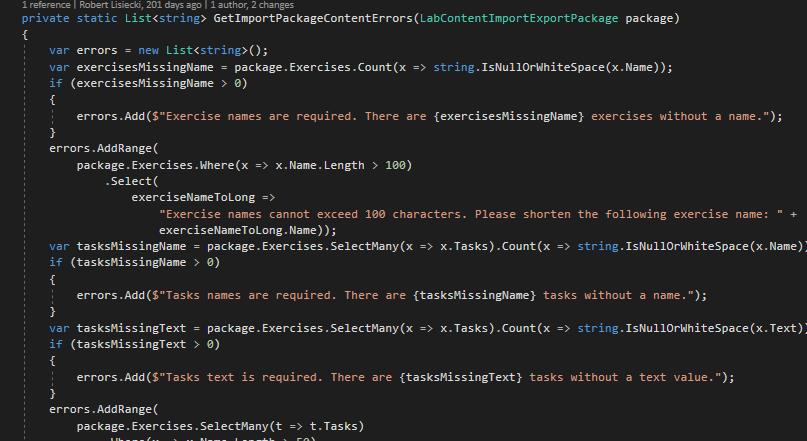 1 reference | Robert Lisiecki, 201 days ago | 1 author, 2 changes
private static List<string> GetImportPackageContentErrors(LabContentImportExportPackage package)
{
    var errors = new List<string>();
    var exercisesMissingName = package.Exercises.Count(x => string.IsNullOrWhiteSpace(x.Name));
    if (exercisesMissingName > 0)
    {
        errors.Add($"Exercise names are required. There are {exercisesMissingName} exercises without a name.");
    }
    errors.AddRange(
        package.Exercises.Where(x => x.Name.Length > 100)
            .Select(
                exerciseNameToLong =>
                    "Exercise names cannot exceed 100 characters. Please shorten the following exercise name: " +
                    exerciseNameToLong.Name));
    var tasksMissingName = package.Exercises.SelectMany(x => x.Tasks).Count(x => string.IsNullOrWhiteSpace(x.Name))
    if (tasksMissingName > 0)
    {
        errors.Add($"Tasks names are required. There are {tasksMissingName} tasks without a name.");
    }
    var tasksMissingText = package.Exercises.SelectMany(x => x.Tasks).Count(x => string.IsNullOrWhiteSpace(x.Text))
    if (tasksMissingText > 0)
    {
        errors.Add($"Tasks text is required. There are {tasksMissingText} tasks without a text value.");
    }
    errors.AddRange(
        package.Exercises.SelectMany(t => t.Tasks)
            .Where(x => x.Name.Length > 50)